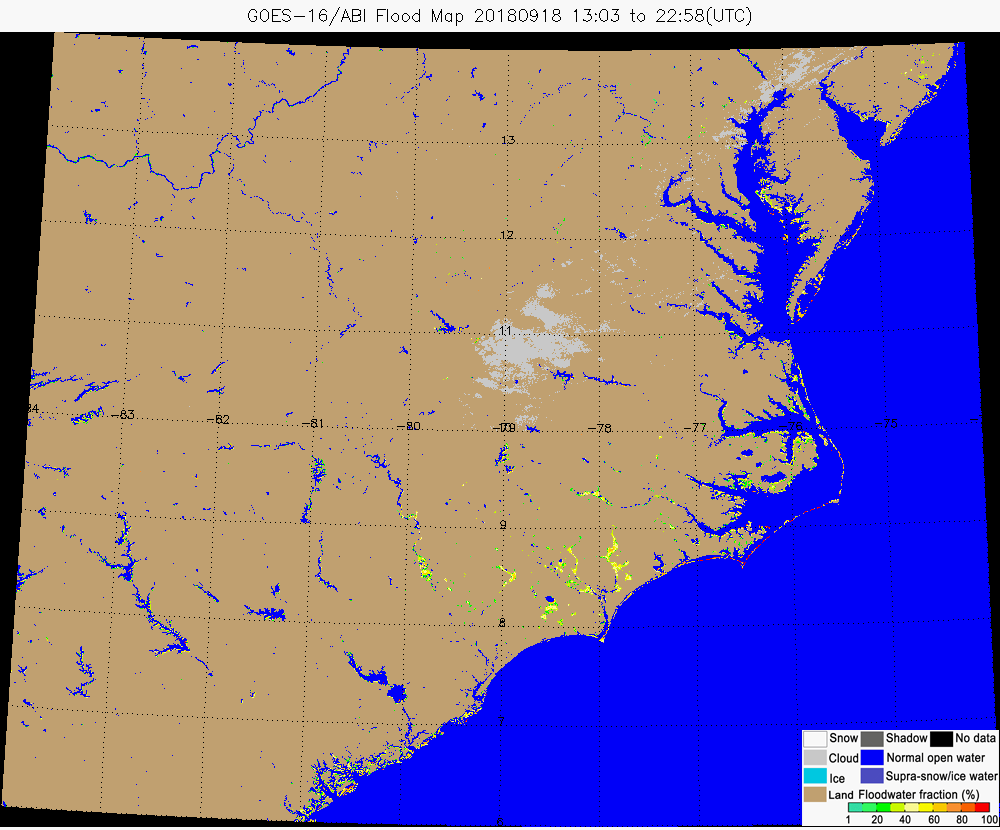 GOES-16/ABI Flood Map 20180918 13:03 to 22:58(UTC)
13
12
11
-83
-82
-81
-80
-79
-78
-77
-75
9
8
Snow Shadow No data
Cloud Normal open water
Ice Supra-snow/ice water
Land Floodwater fraction (%)
1 20 40 60 80 100